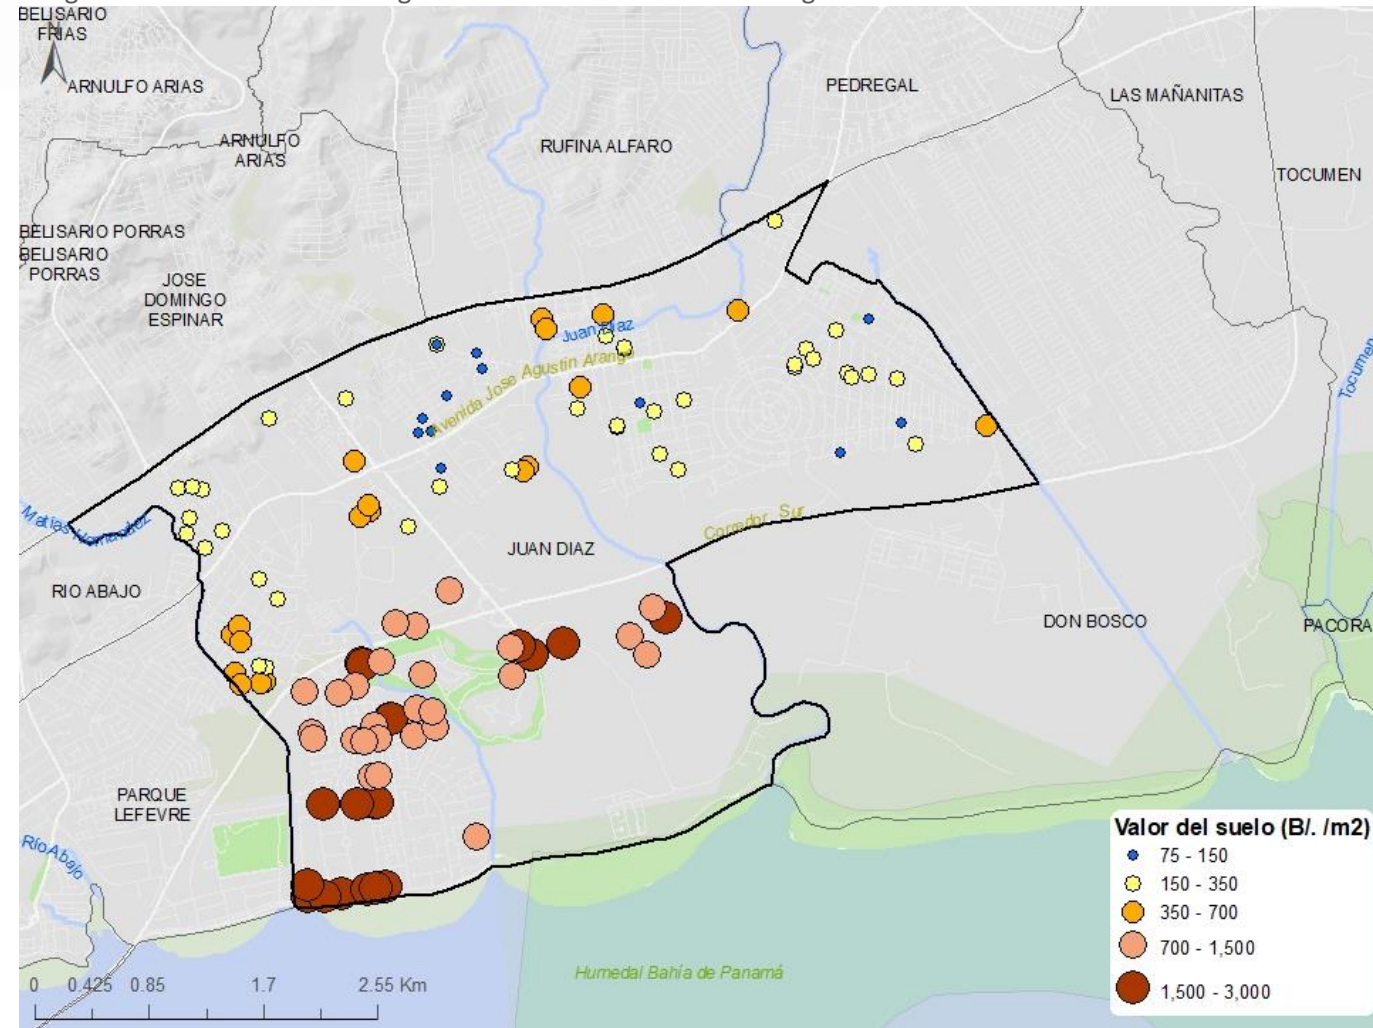 BELISARIO
FRIAS
N
ARNULFO ARIAS
PEDREGAL
LAS MAÑANITAS
ARNULFO
ARIAS
RUFINA ALFARO
TOCUMEN
BELISARIO PORRAS
BELISARIO
PORRAS
JOSE
DOMINGO
ESPINAR
Juan Diaz
Avenida Jose Agustin Arango
Tocumen
Matías Hernandez
Corredor Sur
JUAN DIAZ
RIO ABAJO
DON BOSCO
PACORA
PARQUE
LEFEVRE
Río Abajo
Humedal Bahía de Panamá
0 0.425 0.85 1.7 2.55 Km
Valor del suelo (B/. /m2)
75 - 150
150 - 350
350 - 700
700 - 1,500
1,500 - 3,000